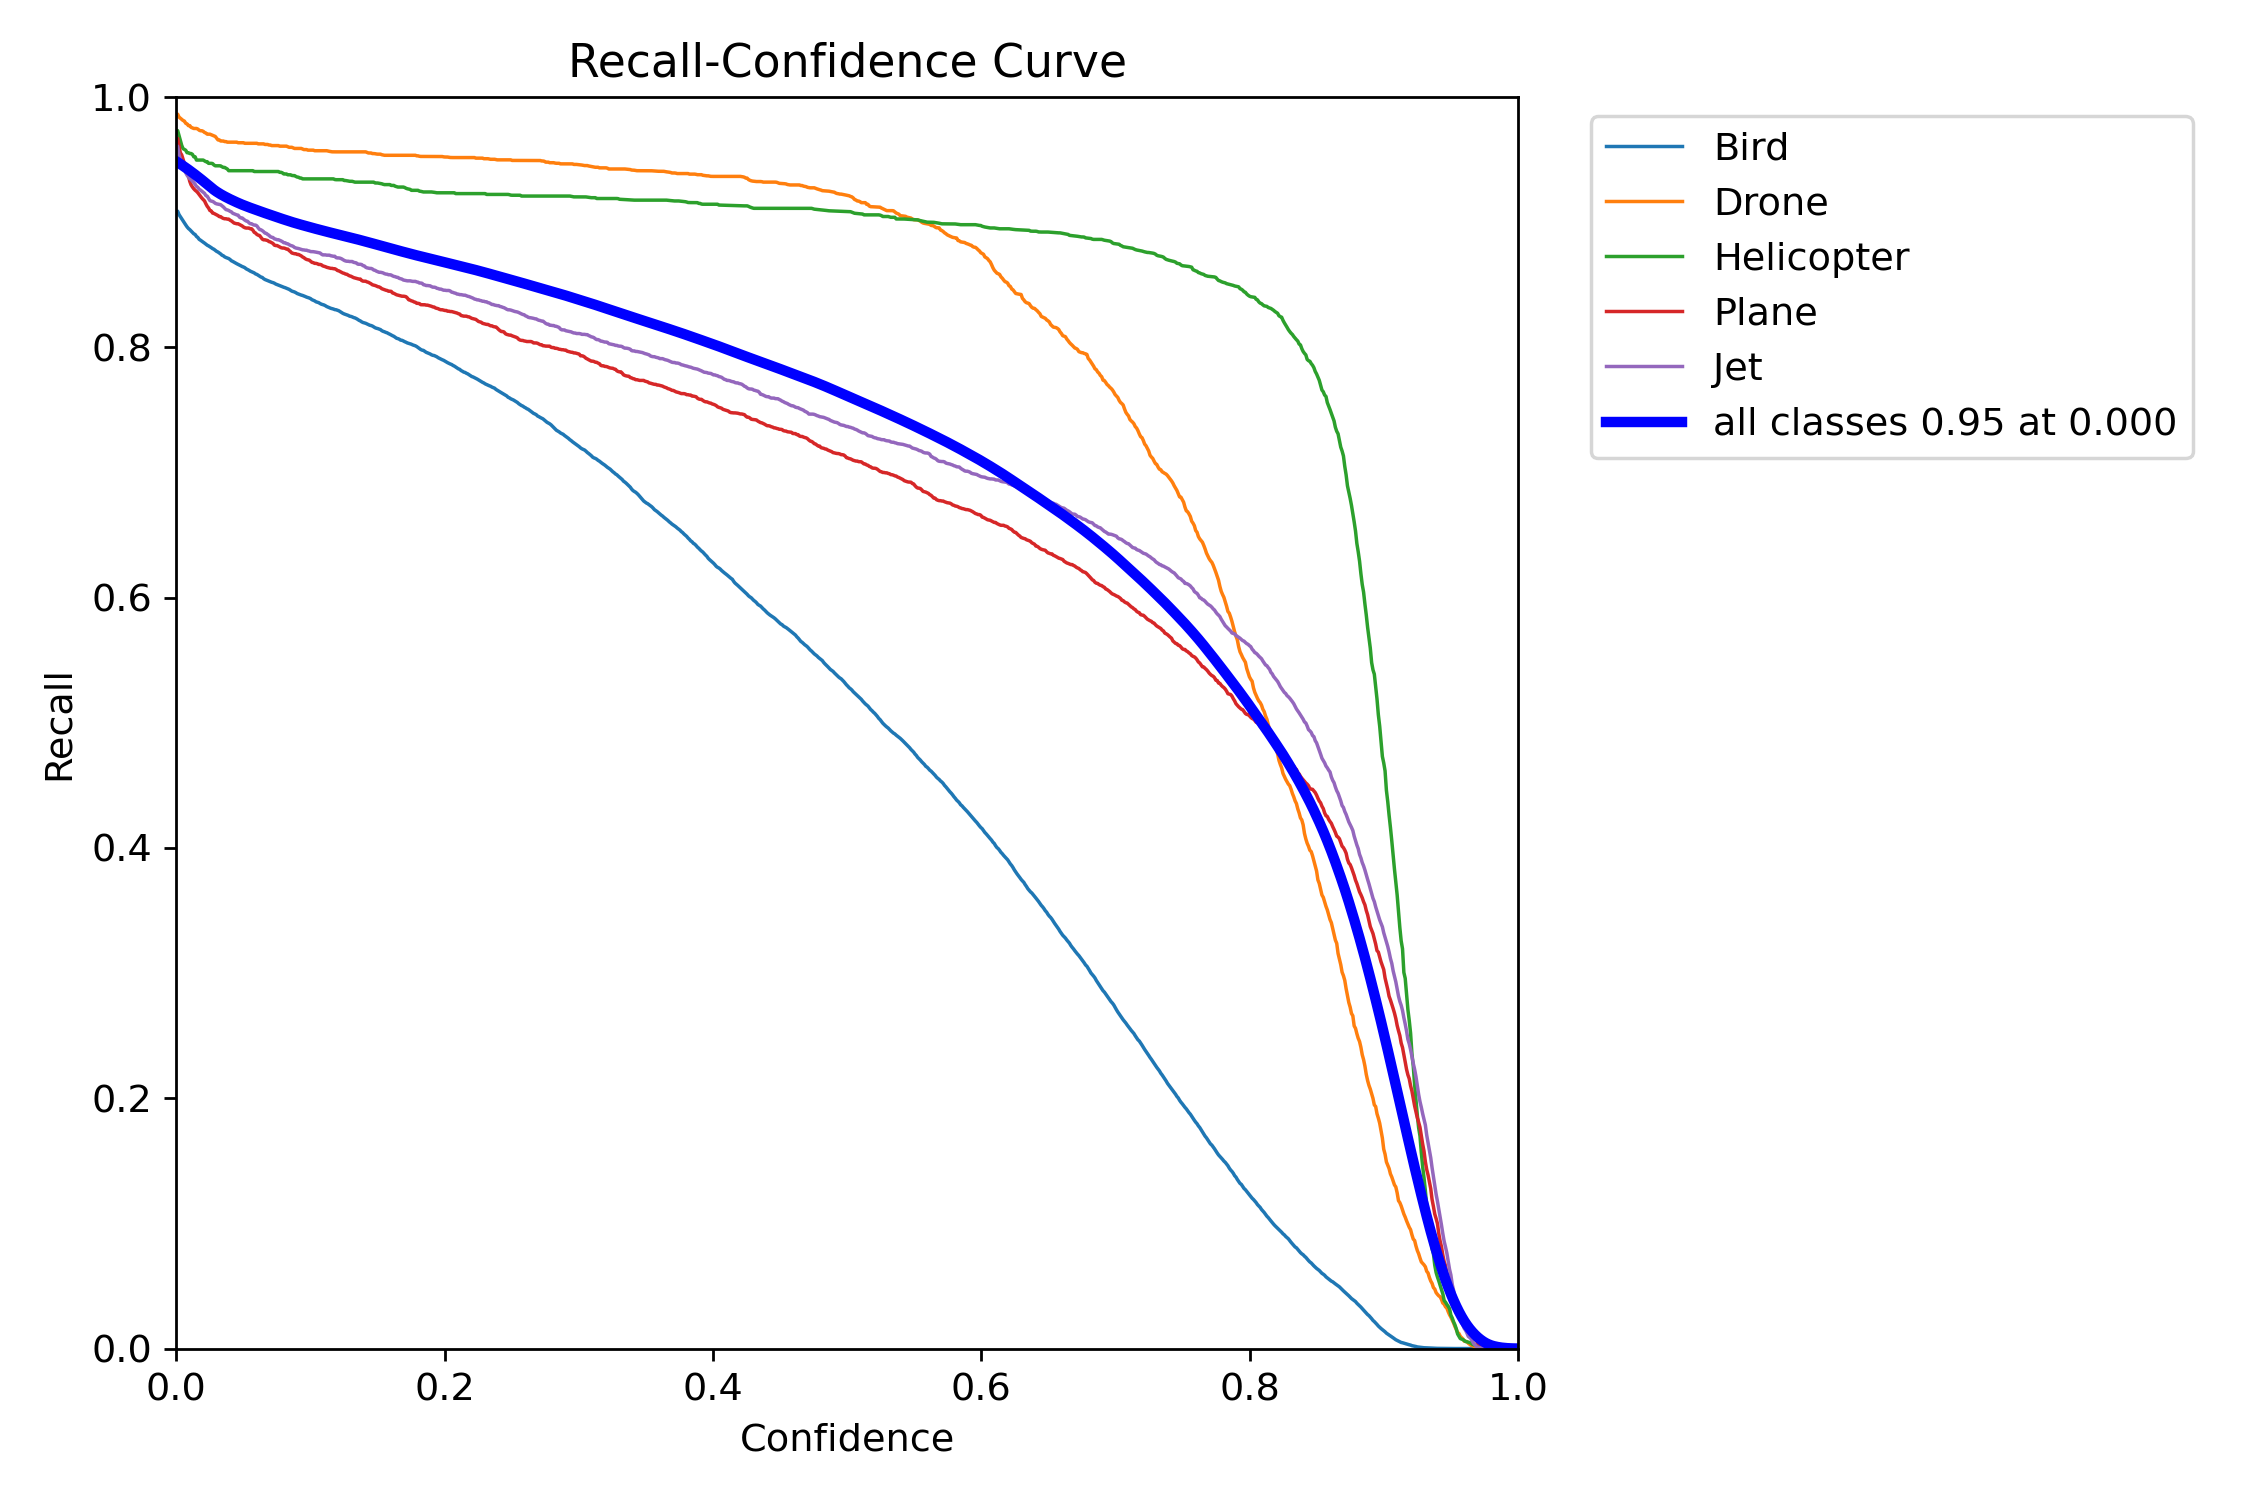 Recall-Confidence Curve
1.0
0.8
0.6
0.4
0.2
0.0
Recall
0.0 0.2 0.4 0.6 0.8 1.0
Confidence
Bird
Drone
Helicopter
Plane
Jet
all classes 0.95 at 0.000